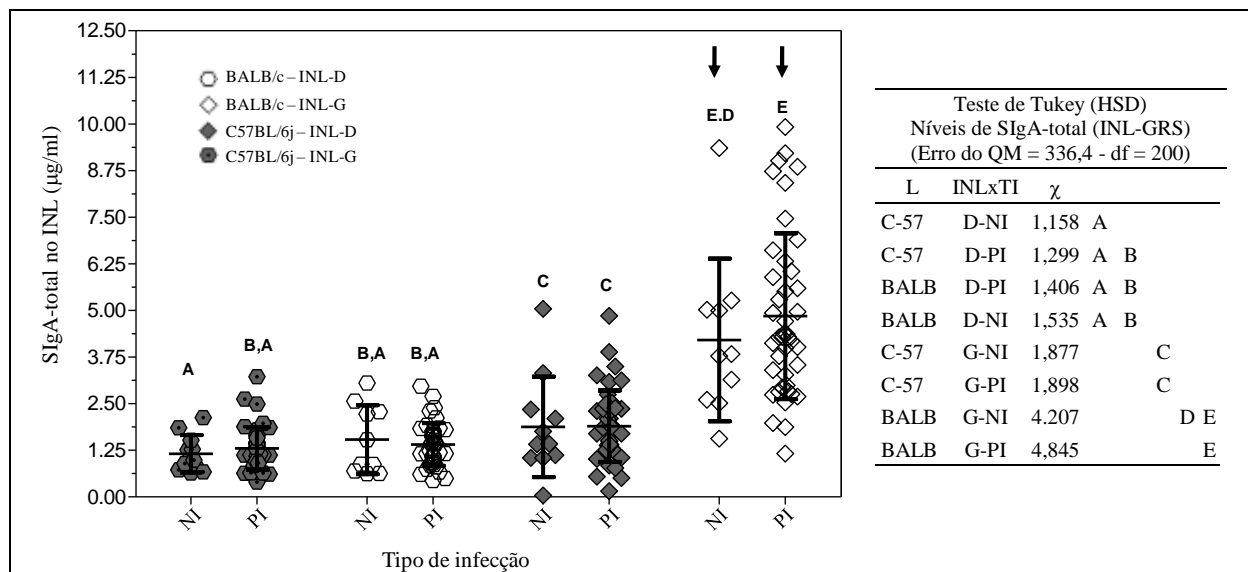 SIgA-total no INL (µg/ml)
12.50
11.25
10.00
8.75
7.50
6.25
5.00
3.75
2.50
1.25
0.00
BALB/c – INL-D
BALB/c – INL-G
C57BL/6j – INL-D
C57BL/6j – INL-G
A
B,A
B,A
B,A
C
C
E.D
E
NI
PI
NI
PI
NI
PI
NI
PI
Tipo de infecção
Teste de Tukey (HSD)
Níveis de SIgA-total (INL-GRS)
(Erro do QM = 336,4 - df = 200)
L INLxTI χ
C-57 D-NI 1,158 A
C-57 D-PI 1,299 A B
BALB D-PI 1,406 A B
BALB D-NI 1,535 A B
C-57 G-NI 1,877 C
C-57 G-PI 1,898 C
BALB G-NI 4.207 D E
BALB G-PI 4,845 E